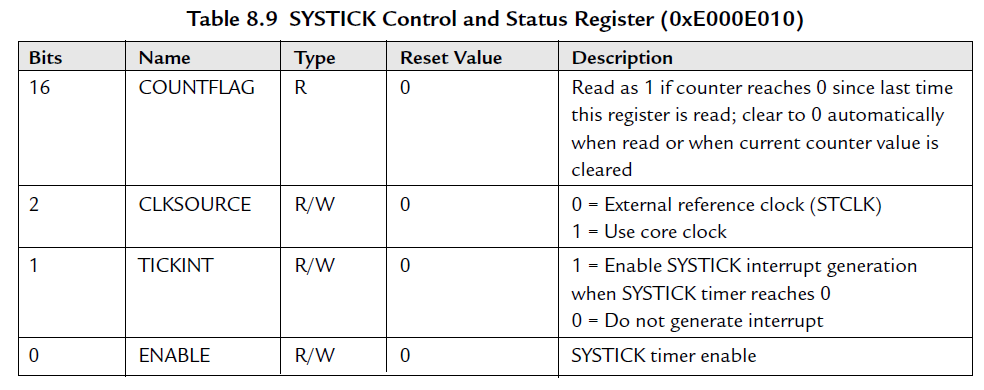 Table 8.9 SYSTICK Control and Status Register (0xE000E010)
Bits Name Type Reset Value Description
16 COUNTFLAG R 0 Read as 1 if counter reaches 0 since last time
this register is read; clear to 0 automatically
when read or when current counter value is
cleared
2 CLKSOURCE R/W 0 0 = External reference clock (STCLK)
1 = Use core clock
1 TICKINT R/W 0 1 = Enable SYSTICK interrupt generation
when SYSTICK timer reaches 0
0 = Do not generate interrupt
0 ENABLE R/W 0 SYSTICK timer enable